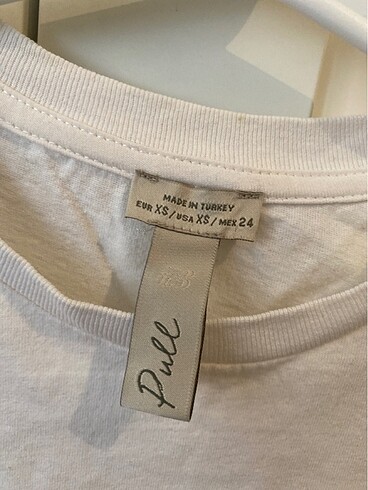 MADE IN TURKEY
EUR XS / USA XS / MEX 24
Pull